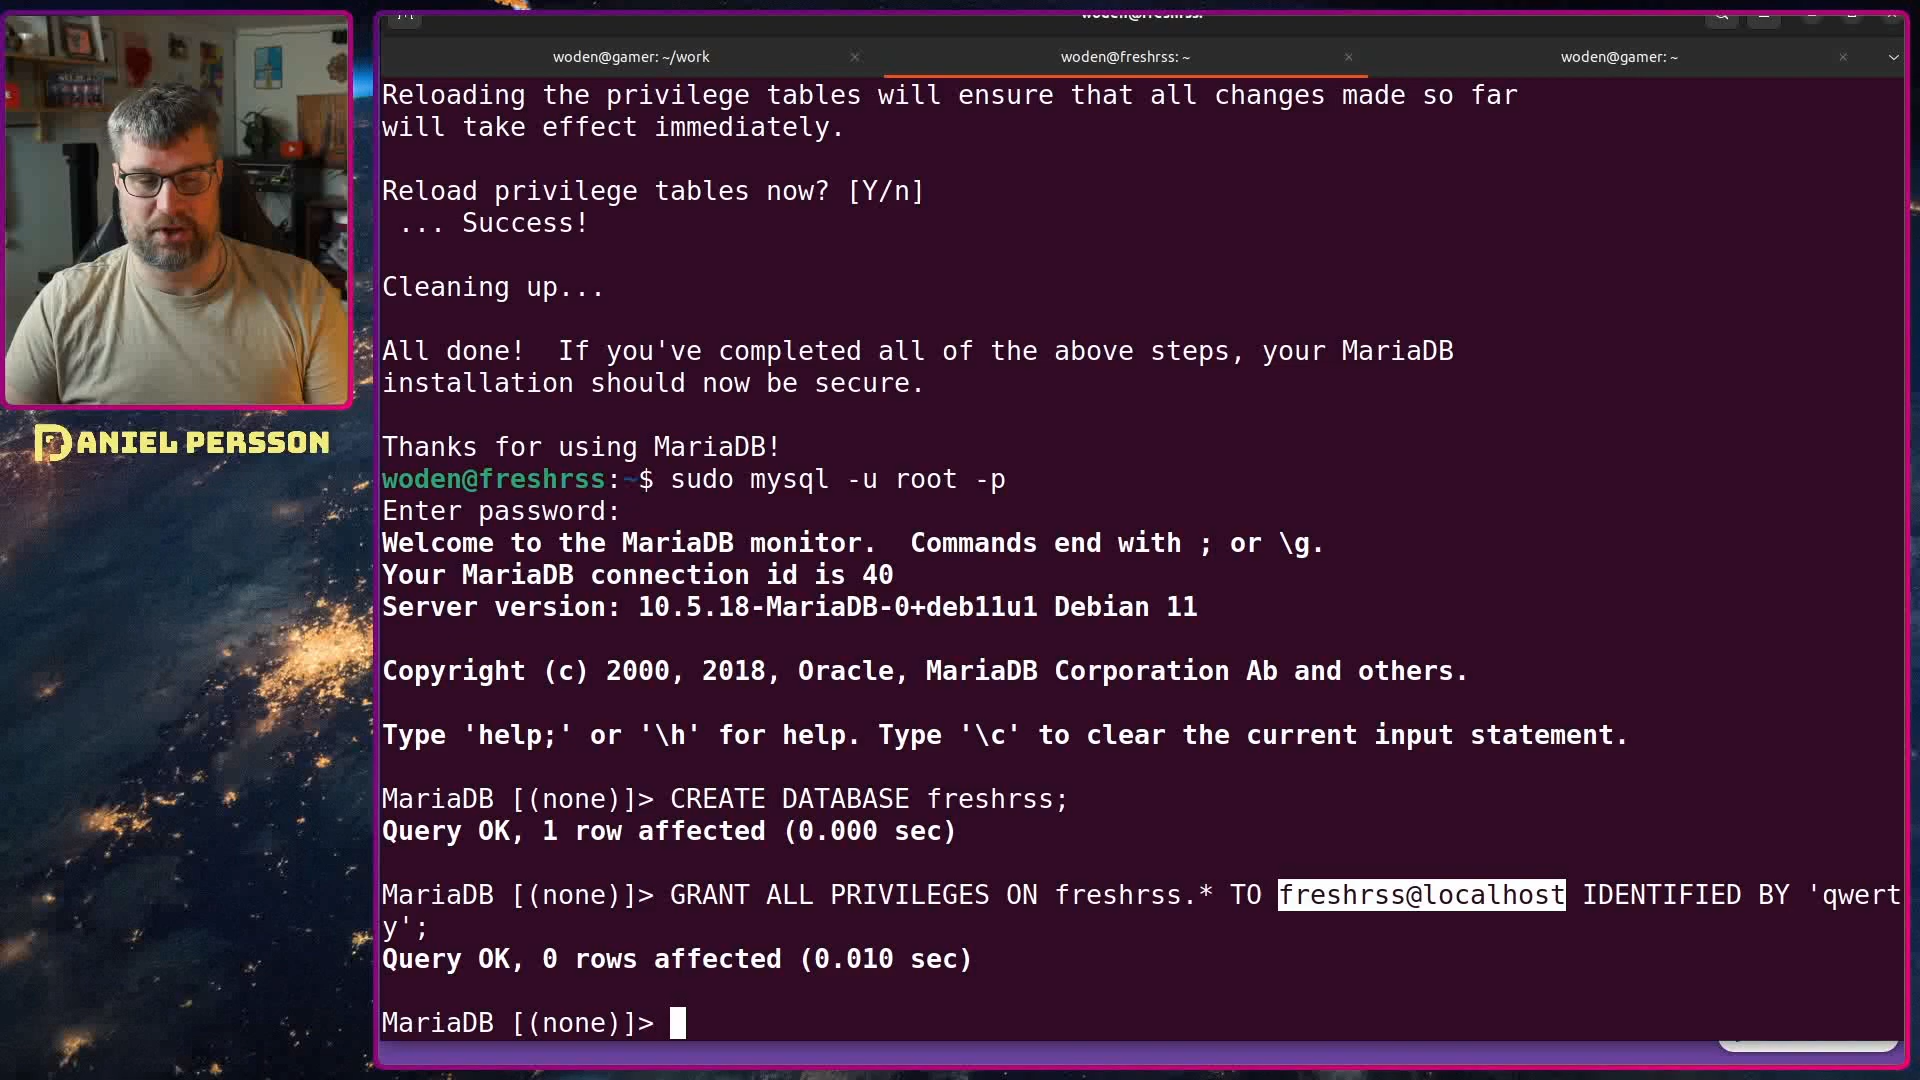 woden@freshrss:
woden@gamer: ~/work
woden@freshrss: ~
woden@gamer: ~
Reloading the privilege tables will ensure that all changes made so far
will take effect immediately.
Reload privilege tables now? [Y/n]
... Success!
Cleaning up...
All done!  If you've completed all of the above steps, your MariaDB
installation should now be secure.
Thanks for using MariaDB!
woden@freshrss:~$ sudo mysql -u root -p
Enter password:
Welcome to the MariaDB monitor.  Commands end with ; or \g.
Your MariaDB connection id is 40
Server version: 10.5.18-MariaDB-0+deb11u1 Debian 11
Copyright (c) 2000, 2018, Oracle, MariaDB Corporation Ab and others.
Type 'help;' or '\h' for help. Type '\c' to clear the current input statement.
MariaDB [(none)]> CREATE DATABASE freshrss;
Query OK, 1 row affected (0.000 sec)
MariaDB [(none)]> GRANT ALL PRIVILEGES ON freshrss.* TO freshrss@localhost IDENTIFIED BY 'qwert
y';
Query OK, 0 rows affected (0.010 sec)
MariaDB [(none)]>
DANIEL PERSSON